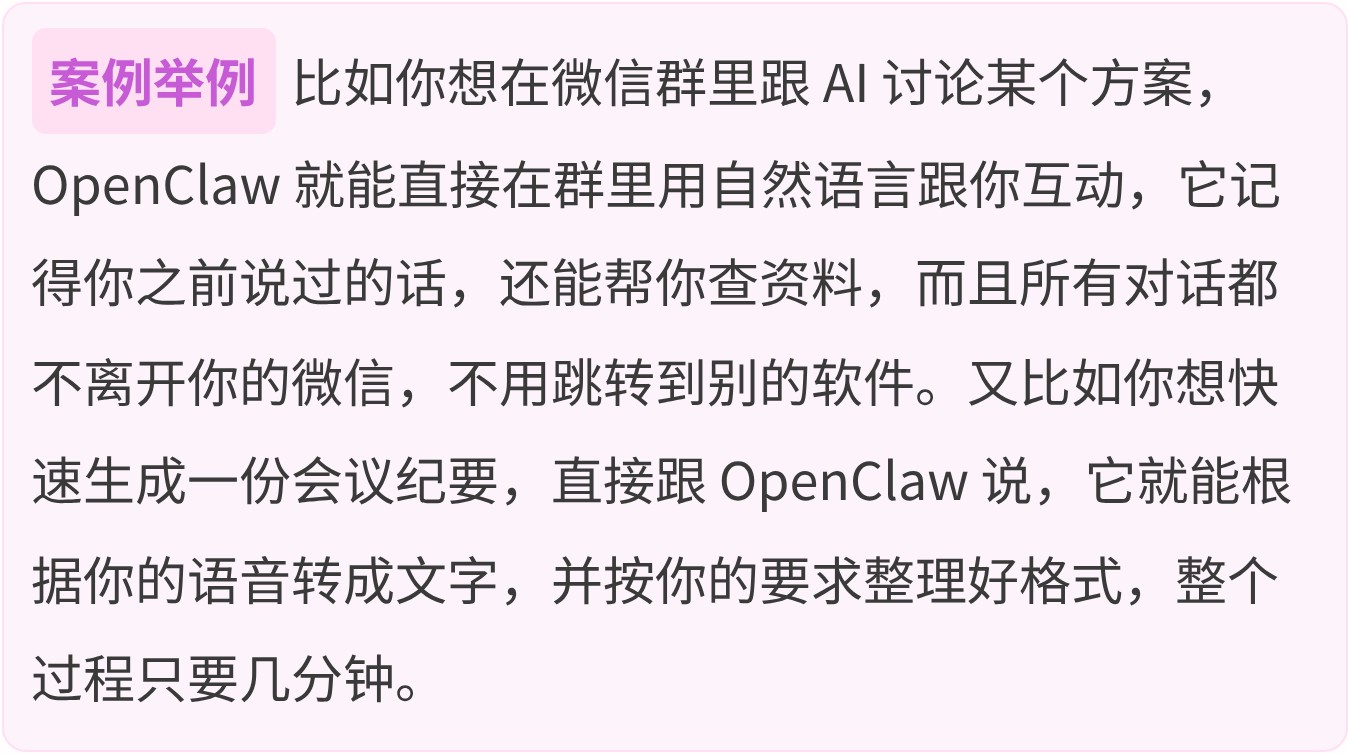 案例举例 比如你想在微信群里跟 AI 讨论某个方案，
OpenClaw 就能直接在群里用自然语言跟你互动，它记
得你之前说过的话，还能帮你查资料，而且所有对话都
不离开你的微信，不用跳转到别的软件。又比如你想快
速生成一份会议纪要，直接跟 OpenClaw 说，它就能根
据你的语音转成文字，并按你的要求整理好格式，整个
过程只要几分钟。